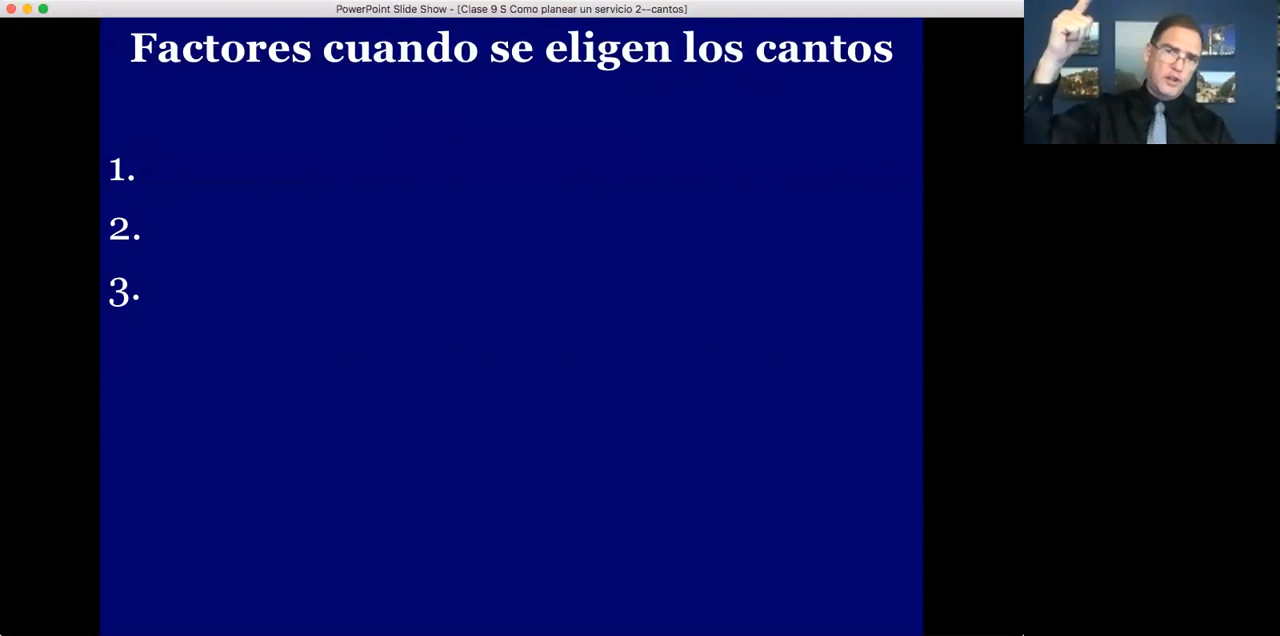 PowerPoint Slide Show - [Clase 9 S Como planear un servicio 2--cantos]
Factores cuando se eligen los cantos
1.
2.
3.